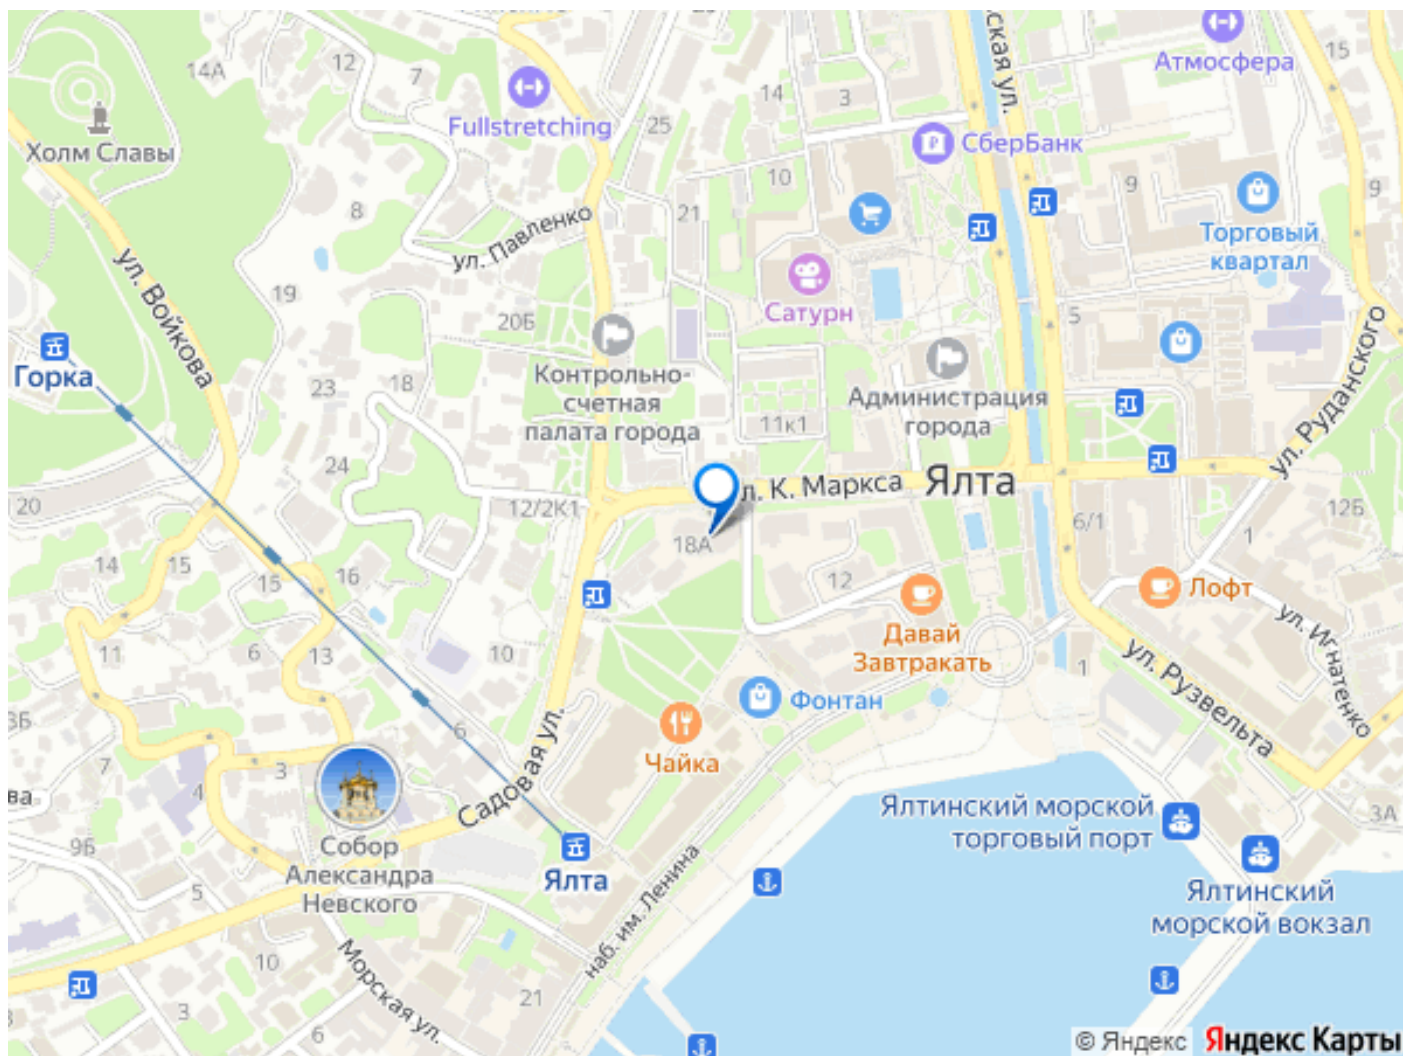 ская ул.
Атмосфера
15
12
7
14А
14
3
Fullstretching
25
СберБанк
Холм Славы
10
9
9
8
21
ул. Павленко
Торговый
квартал
ул. Войкова
19
Сатурн
20Б
5
Горка
Контрольно-
счетная
палата города
23
18
Администрация
города
11к1
ул. Руданского
24
20
12/2К1
л. К. Маркса
Ялта
12Б
6/1
1
18А
14
15
15
16
12
Лофт
Давай
Завтракать
ул. Игнатенко
11
6
13
10
1
ул. Рузвельта
Фонтан
3Б
6
Чайка
Садовая ул.
7
3
4
ва.
Ялтинский морской
торговый порт
3А
9Б
Собор
Александра
Невского
Ялта
5
Ялтинский
морской вокзал
наб. им. Ленина
Морская ул.
10
21
3
6
© Яндекс Яндекс Карты